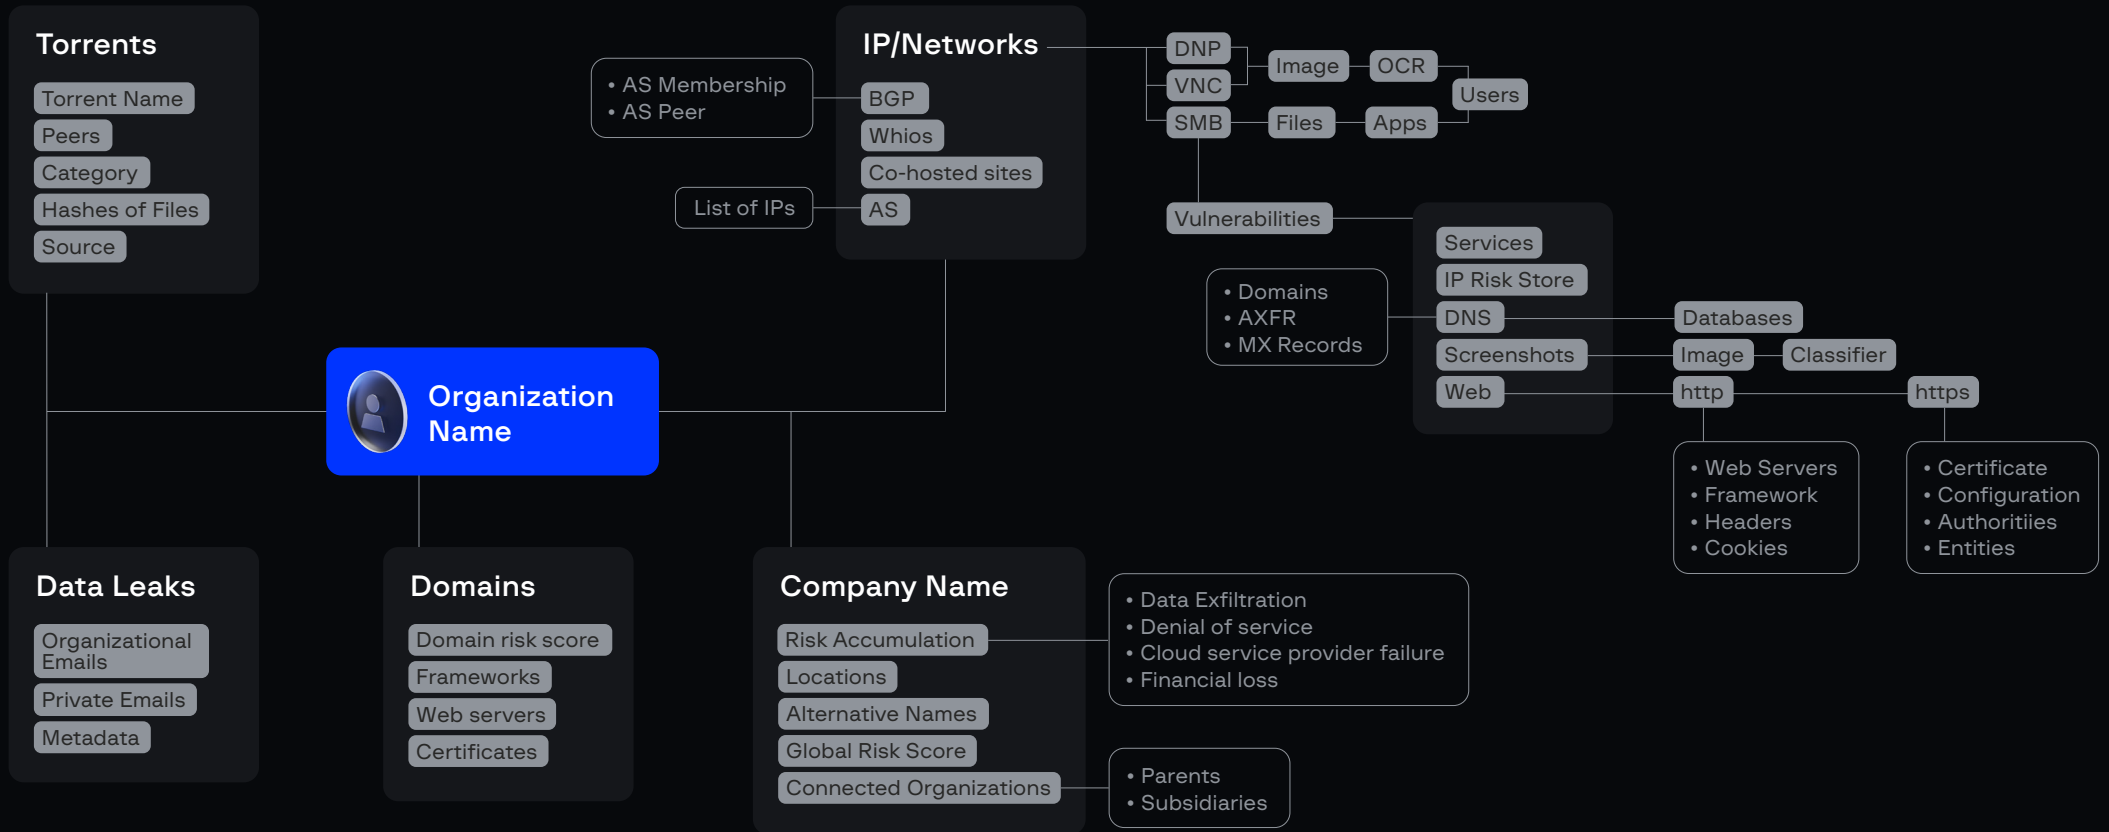 Torrents
Torrent Name
Peers
Category
Hashes of Files
Source
• AS Membership
• AS Peer
List of IPs
IP/Networks
BGP
Whios
Co-hosted sites
AS
DNP
VNC
SMB
Image
OCR
Files
Apps
Users
Vulnerabilities
Services
IP Risk Store
DNS
Screenshots
Web
• Domains
• AXFR
• MX Records
Databases
Image
Classifier
http
https
• Web Servers
• Framework
• Headers
• Cookies
• Certificate
• Configuration
• Authoritiies
• Entities
Organization
Name
Data Leaks
Organizational
Emails
Private Emails
Metadata
Domains
Domain risk score
Frameworks
Web servers
Certificates
Company Name
Risk Accumulation
Locations
Alternative Names
Global Risk Score
Connected Organizations
• Data Exfiltration
• Denial of service
• Cloud service provider failure
• Financial loss
• Parents
• Subsidiaries